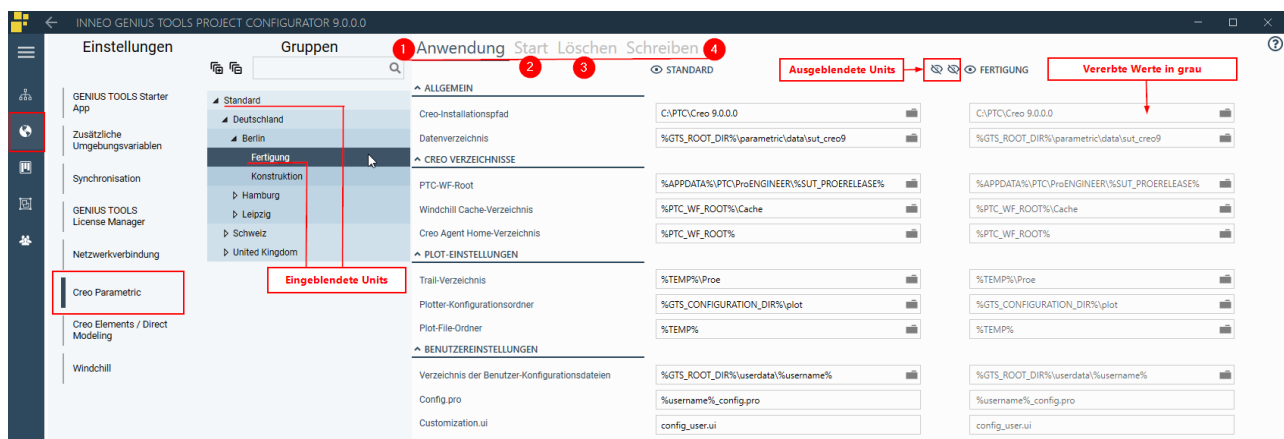 INNEO GENIUS TOOLS PROJECT CONFIGURATOR 9.0.0.0
Einstellungen
GENIUS TOOLS Starter
App
Zusätzliche
Umgebungsvariablen
Synchronisation
GENIUS TOOLS
License Manager
Netzwerkverbindung
Creo Parametric
Creo Elements / Direct
Modeling
Windchill
Gruppen
Standard
Deutschland
Berlin
Fertigung
Konstruktion
Hamburg
Leipzig
Schweiz
United Kingdom
Eingeblendete Units
1 Anwendung Start Löschen Schreiben 4
2 3
STANDARD
Ausgeblendete Units
FERTIGUNG
Vererbte Werte in grau
ALLGEMEIN
Creo-Installationspfad C:\PTC\Creo 9.0.0.0 C:\PTC\Creo 9.0.0.0
Datenverzeichnis %GTS_ROOT_DIR%\parametric\data\sut_creo9 %GTS_ROOT_DIR%\parametric\data\sut_creo9
CREO VERZEICHNISSE
PTC-WF-Root %APPDATA%\PTC\ProENGINEER\%SUT_PROERELEASE% %APPDATA%\PTC\ProENGINEER\%SUT_PROERELEASE%
Windchill Cache-Verzeichnis %PTC_WF_ROOT%\Cache %PTC_WF_ROOT%\Cache
Creo Agent Home-Verzeichnis %PTC_WF_ROOT% %PTC_WF_ROOT%
PLOT-EINSTELLUNGEN
Trail-Verzeichnis %TEMP%\Proe %TEMP%\Proe
Plotter-Konfigurationsordner %GTS_CONFIGURATION_DIR%\plot %GTS_CONFIGURATION_DIR%\plot
Plot-File-Ordner %TEMP% %TEMP%
BENUTZEREINSTELLUNGEN
Verzeichnis der Benutzer-Konfigurationsdateien %GTS_ROOT_DIR%\userdata\%username% %GTS_ROOT_DIR%\userdata\%username%
Config.pro %username%_config.pro %username%_config.pro
Customization.ui config_user.ui config_user.ui